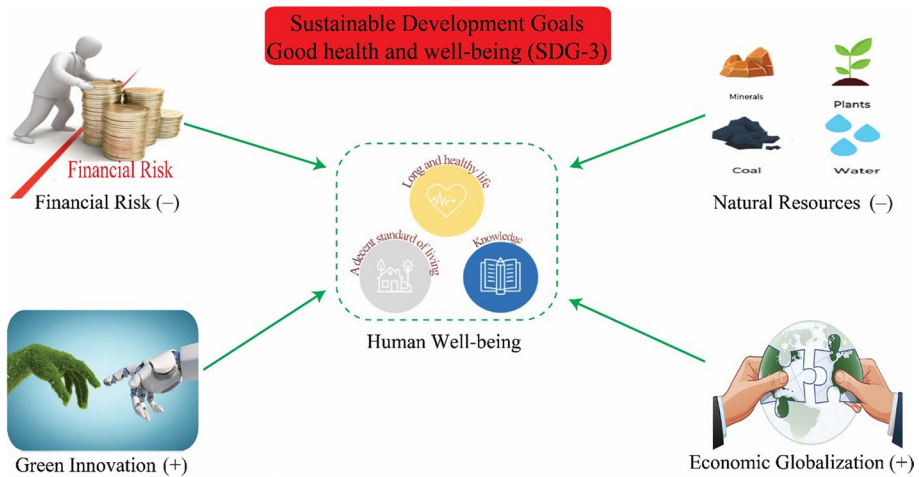 Sustainable Development Goals
Good health and well-being (SDG-3)
Financial Risk
Financial Risk (–)
Minerals
Plants
Coal
Water
Natural Resources (–)
Long and healthy life
A decent standard of living
Knowledge
Human Well-being
Green Innovation (+)
Economic Globalization (+)